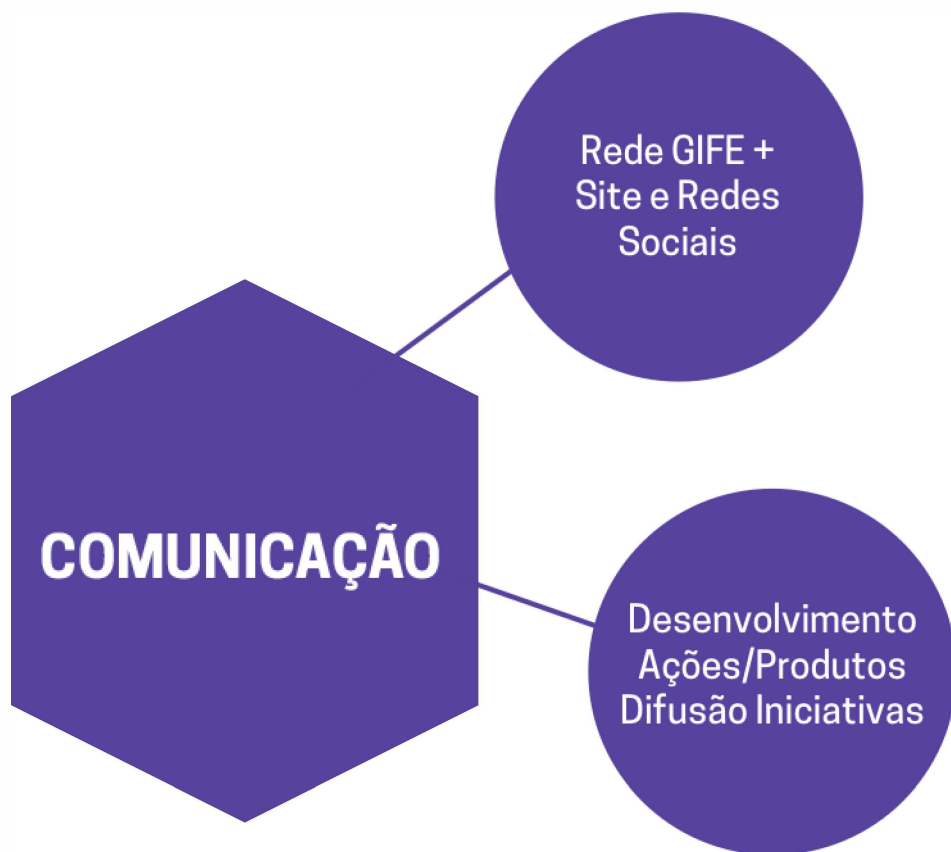 Rede GIFE +
Site e Redes
Sociais
COMUNICAÇÃO
Desenvolvimento
Ações/Produtos
Difusão Iniciativas